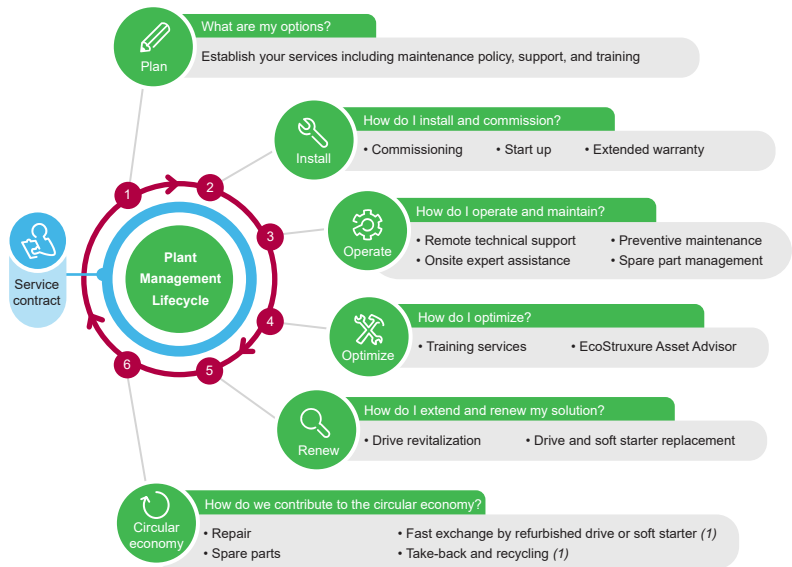 What are my options?
Plan
Establish your services including maintenance policy, support, and training
How do I install and commission?
Install
• Commissioning • Start up • Extended warranty
How do I operate and maintain?
Operate
• Remote technical support • Preventive maintenance
• Onsite expert assistance • Spare part management
1
2
3
4
5
6
Plant
Management
Lifecycle
Service
contract
How do I optimize?
Optimize
• Training services • EcoStruxure Asset Advisor
How do I extend and renew my solution?
Renew
• Drive revitalization • Drive and soft starter replacement
How do we contribute to the circular economy?
Circular
economy
• Repair • Fast exchange by refurbished drive or soft starter (1)
• Spare parts • Take-back and recycling (1)